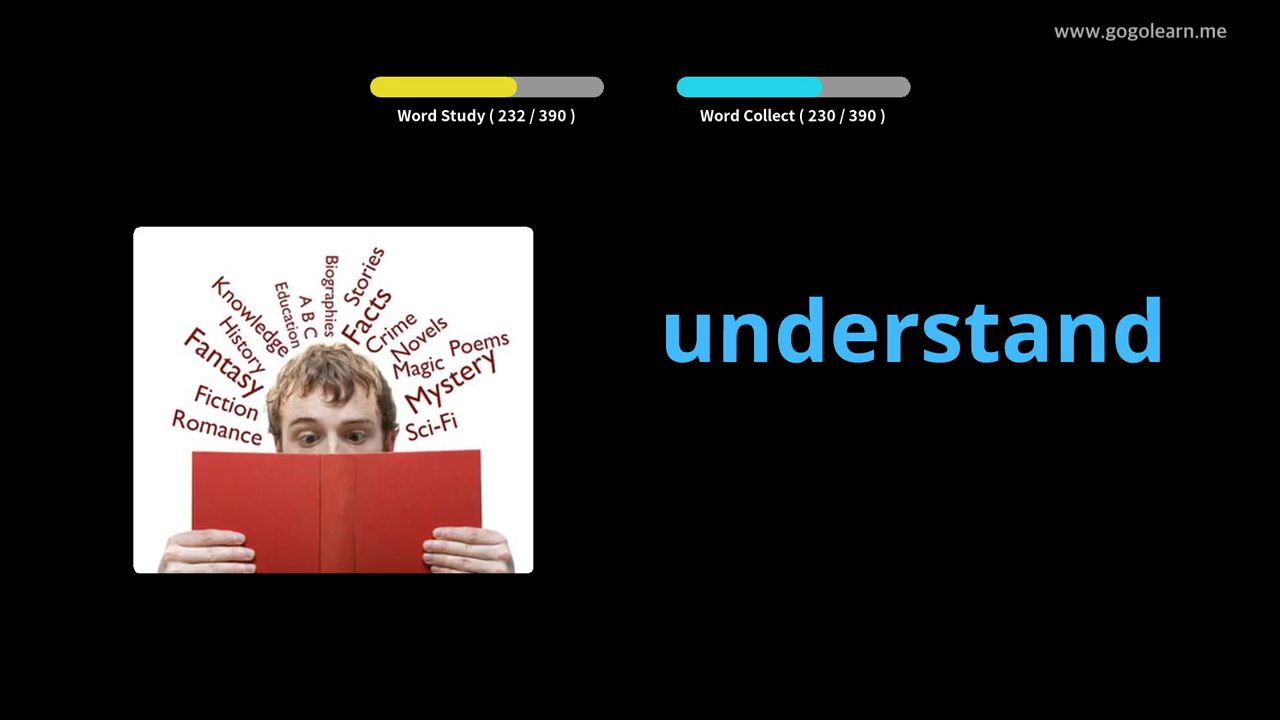 www.gogolearn.me
Word Study ( 232 / 390 )
Word Collect ( 230 / 390 )
understand
Romance
Fiction
Fantasy
History
Knowledge
Education
A B C
Biographies
Stories
Facts
Crime
Novels
Magic
Poems
Mystery
Sci-Fi